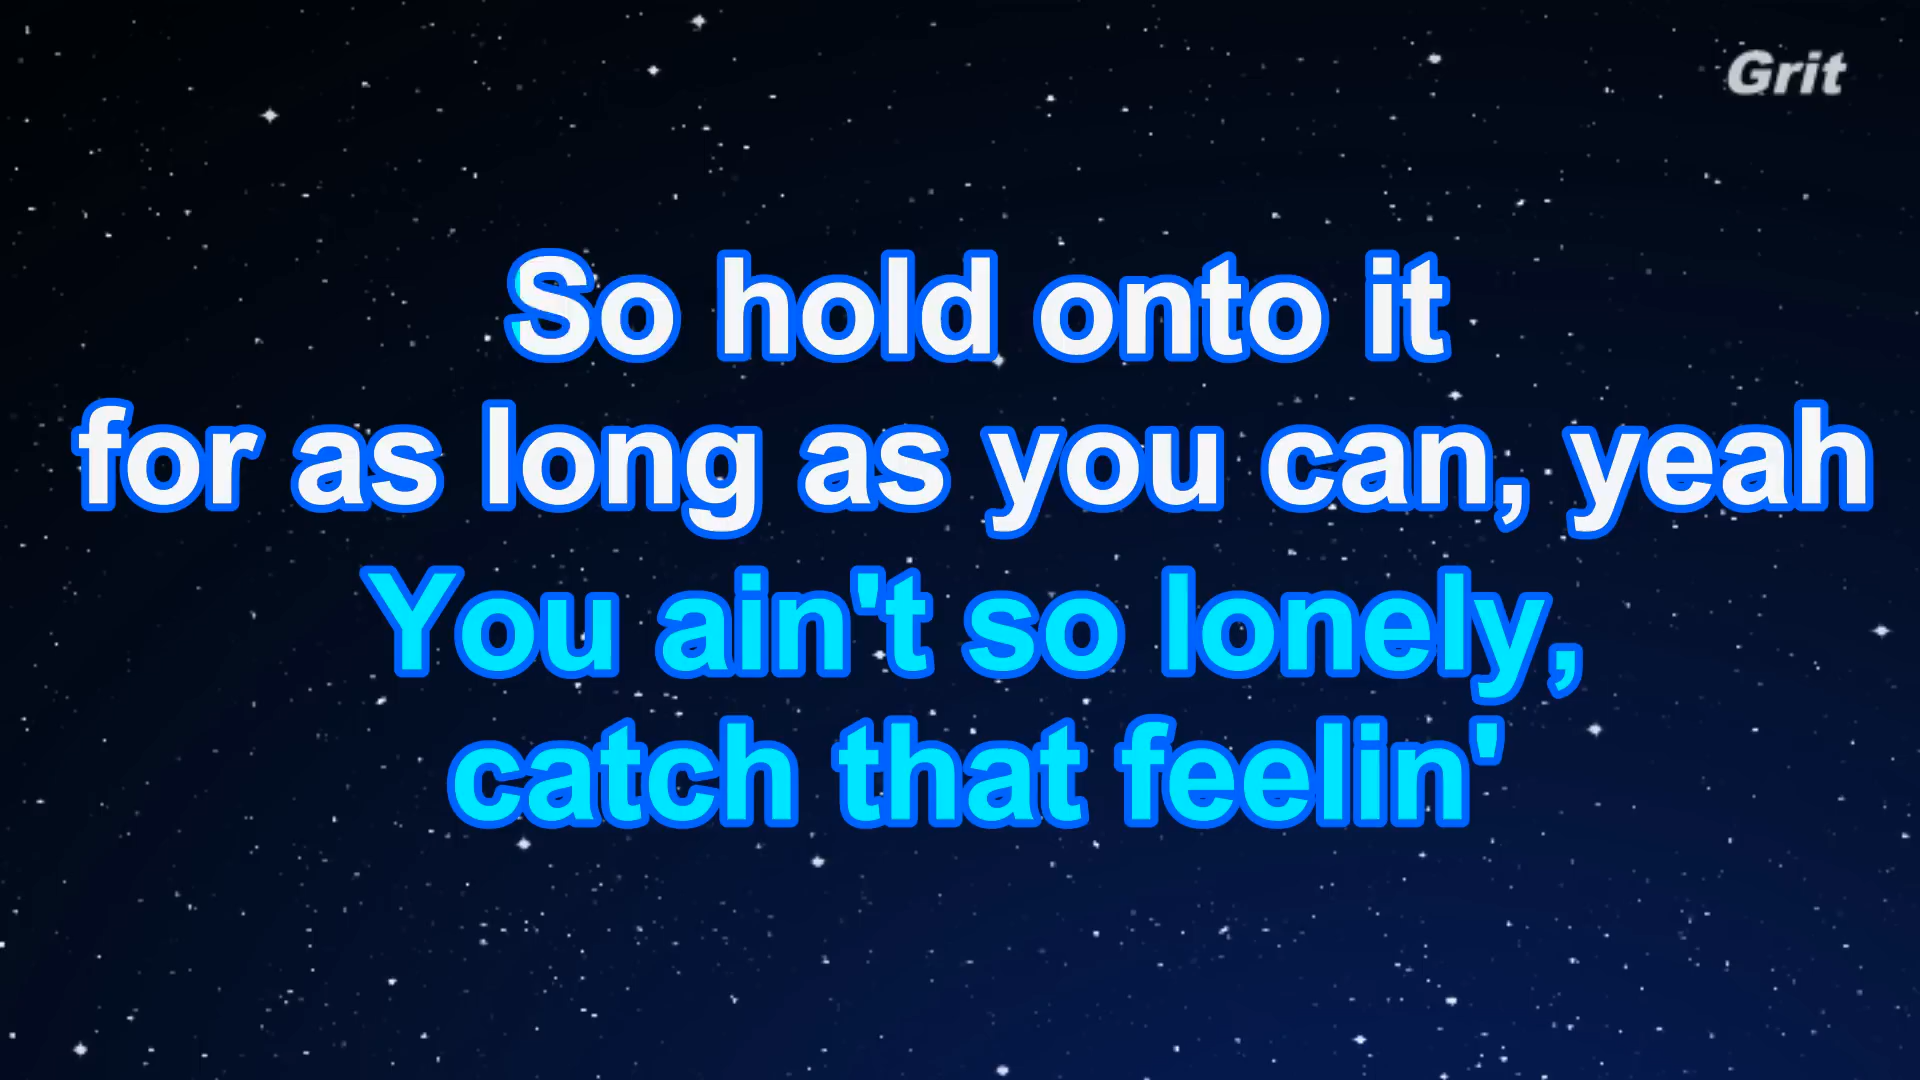 Grit
So hold onto it
for as long as you can, yeah
You ain't so lonely,
catch that feelin'